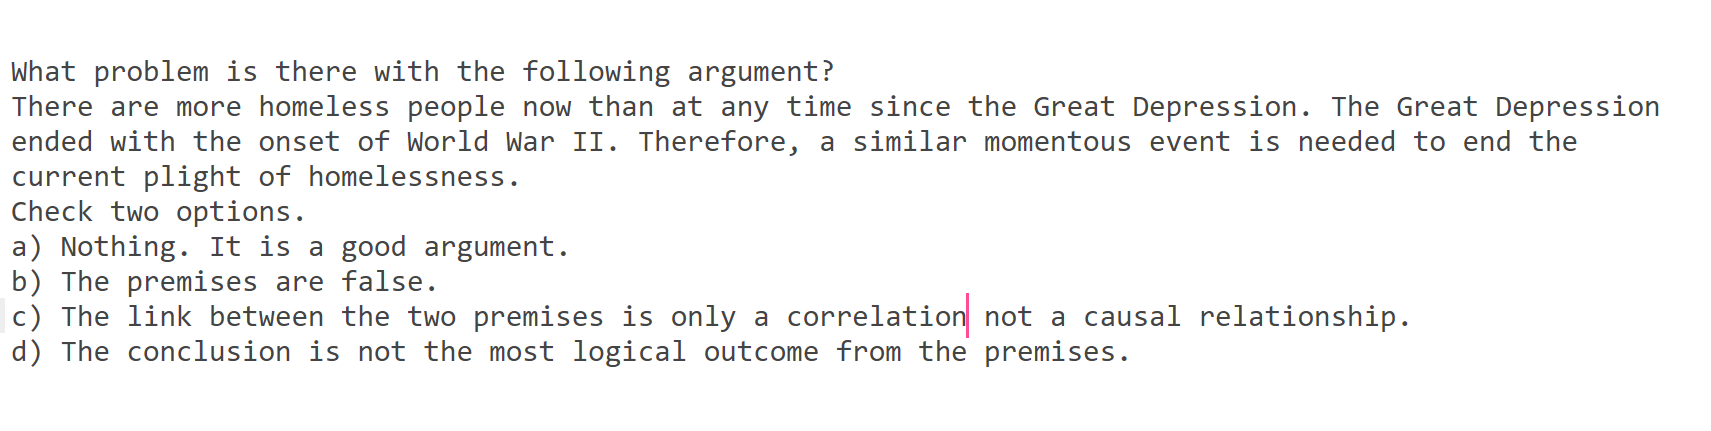 What problem is there with the following argument?
There are more homeless people now than at any time since the Great Depression. The Great Depression
ended with the onset of World War II. Therefore, a similar momentous event is needed to end the
current plight of homelessness.
Check two options.
a) Nothing. It is a good argument.
b) The premises are false.
c) The link between the two premises is only a correlation not a causal relationship.
d) The conclusion is not the most logical outcome from the premises.